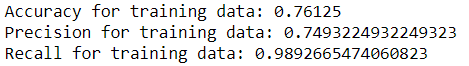 Accuracy for training data: 0.76125
Precision for training data: 0.7493224932249323
Recall for training data: 0.9892665474060823